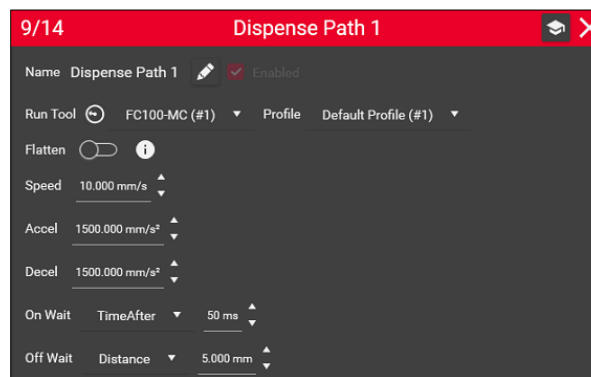 9/14 Dispense Path 1
Name Dispense Path 1 Enabled
Run Tool FC100-MC (#1) Profile Default Profile (#1)
Flatten
Speed 10.000 mm/s
Accel 1500.000 mm/s²
Decel 1500.000 mm/s²
On Wait TimeAfter 50 ms
Off Wait Distance 5.000 mm